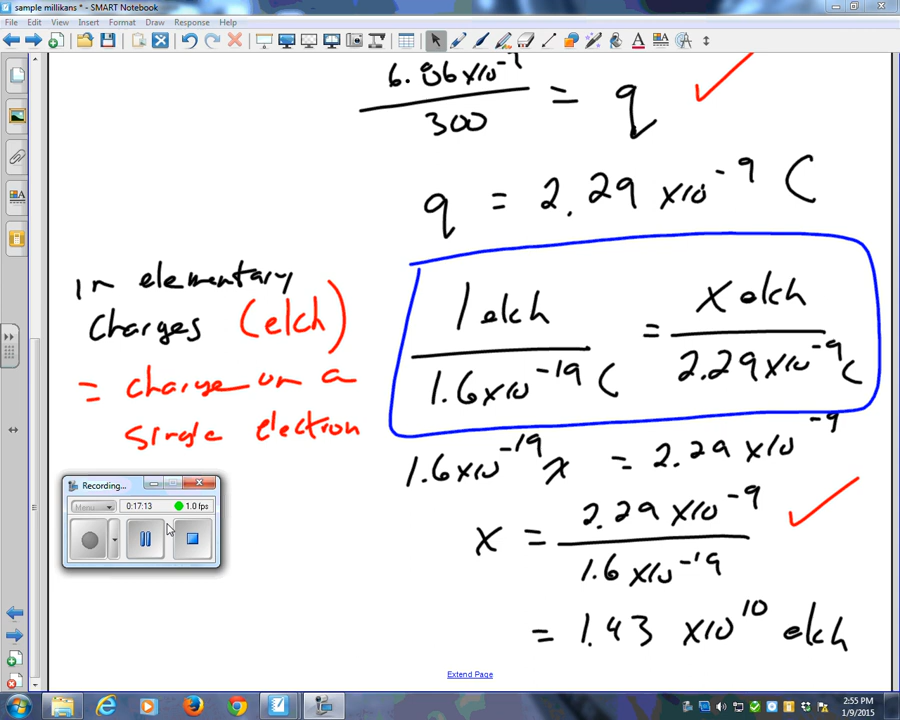 sample millikans * - SMART Notebook
File Edit View Insert Format Tools Draw Response Help
300
= q
q = 2.29 x10⁻⁹ C
In elementary
Charges (elch)
= charge on a
single electron
1 elch = x elch
1.6x10⁻¹⁹ C 2.29x10⁻⁹ C
1.6x10⁻¹⁹ x = 2.29 x10⁻⁹
x = 2.29 x10⁻⁹
1.6 x10⁻¹⁹
= 1.43 x10¹⁰ elch
Recording...
Menu 0:17:13 1.0 fps
Extend Page
2:55 PM
1/9/2015